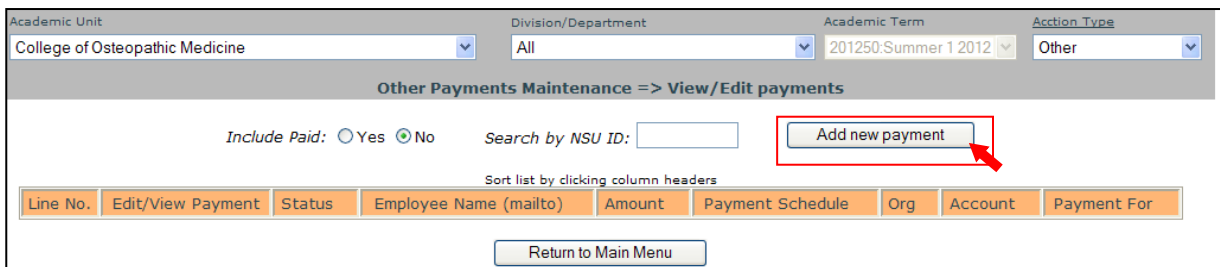 Academic Unit Division/Department Academic Term Acction Type
College of Osteopathic Medicine All 201250:Summer 1 2012 Other
Other Payments Maintenance => View/Edit payments
Include Paid: Yes No Search by NSU ID: Add new payment
Sort list by clicking column headers
Line No. Edit/View Payment Status Employee Name (mailto) Amount Payment Schedule Org Account Payment For
Return to Main Menu